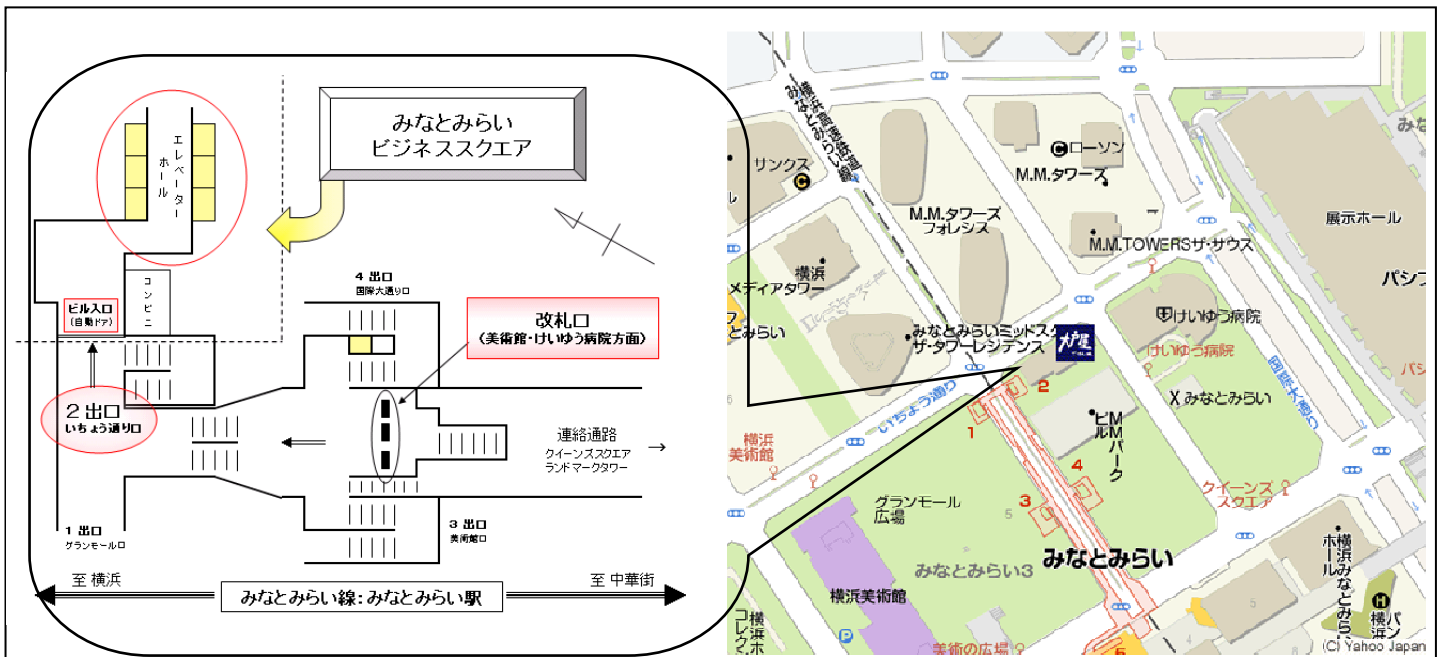 みなとみらい
ビジネススクエア
エレベーター
ホール
コンビニ
ビル入口
(自動ドア)
4 出口
国際大通り口
改札口
(美術館・けいゆう病院方面)
2 出口
いちょう通り口
連絡通路
クイーンズスクエア
ランドマークタワー
1 出口
グランモール口
3 出口
美術館口
至 横浜
至 中華街
みなとみらい線:みなとみらい駅
横浜高速鉄道
みなとみらい線
サンクス
ローソン
M.M.タワーズ
M.M.タワーズ
フォレシス
M.M.TOWERSザ・サウス
展示ホール
パシフ
横浜
メディアタワー
とみらい
7
みなとみらいミッドスク
ザ・タワーレジデンス
大戸屋
けいゆう病院
けいゆう病院
国際大通り
いちょう通り
X みなとみらい
MMパーク
ビル
1
2
3
4
5
横浜
美術館
グランモール
広場
クイーンズ
スクエア
みなとみらい
みなとみらい3
横浜美術館
美術の広場
横浜みなとみら
ホール
P
H
4
5
6
(C) Yahoo Japan